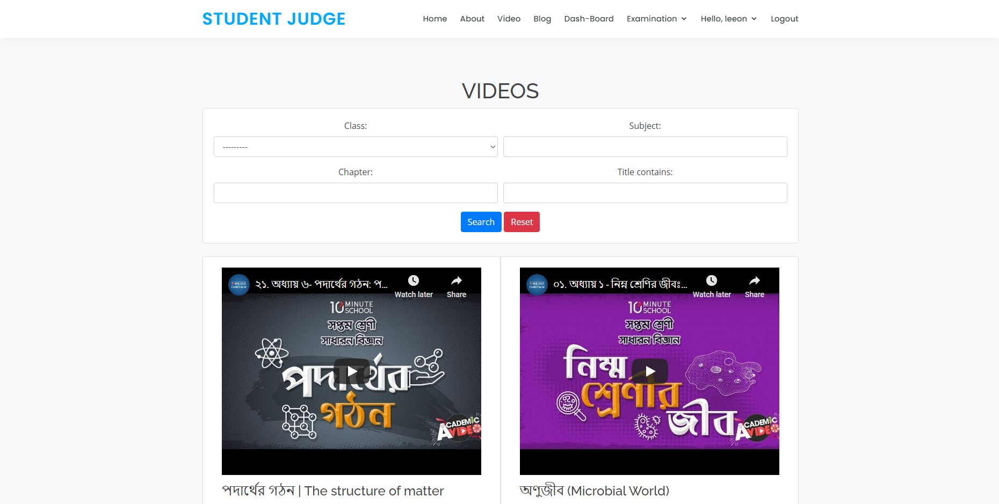 STUDENT JUDGE
Home About Video Blog Dash-Board Examination Hello, leeon Logout
VIDEOS
Class: Subject:
---------
Chapter: Title contains:
Search Reset
২১. অধ্যায় ৬- পদার্থের গঠন: প... Watch later Share
10 MINUTE SCHOOL
সপ্তম শ্রেণী
সাধারন বিজ্ঞান
পদার্থের
গঠন
ACADEMIC
VIDEO
পদার্থের গঠন | The structure of matter
০১. অধ্যায় ১ - নিম্ন শ্রেণির জীবঃ... Watch later Share
10 MINUTE SCHOOL
সপ্তম শ্রেণী
সাধারন বিজ্ঞান
নিম্ম
শ্রেণীর
জীব
ACADEMIC
VIDEO
অণুজীব (Microbial World)